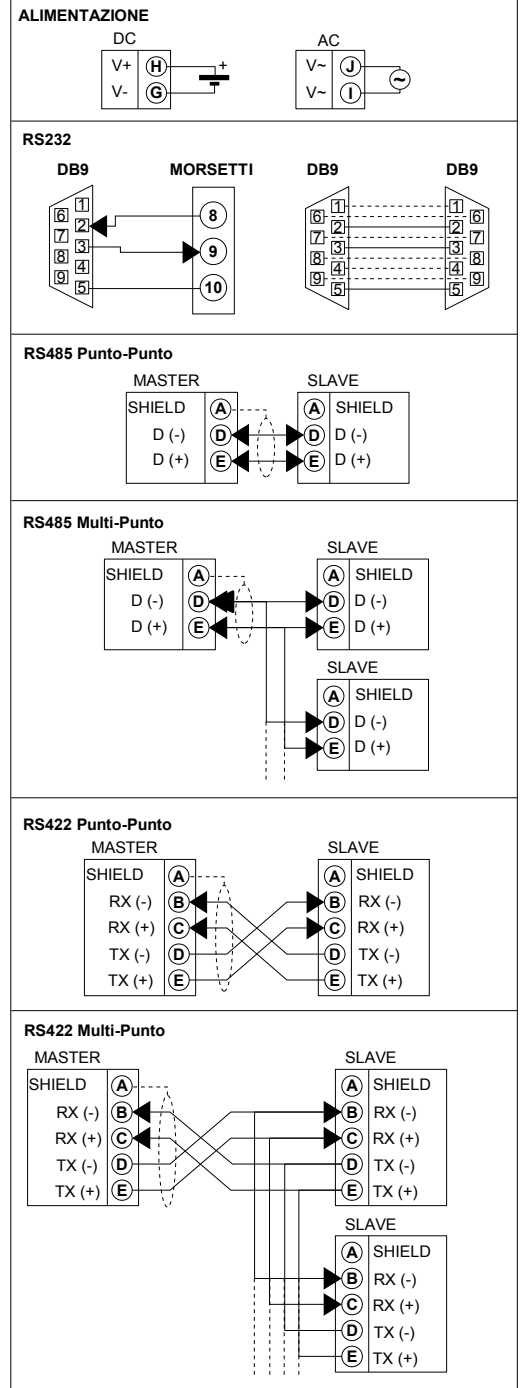 ALIMENTAZIONE
DC AC
V+ H + V~ J
V- G V~ I ~
RS232
DB9 MORSETTI DB9 DB9
1 6 2 7 3 8 4 9 5
8
9
10
1 6 2 7 3 8 4 9 5
1 6 2 7 3 8 4 9 5
RS485 Punto-Punto
MASTER SLAVE
SHIELD A A SHIELD
D (-) D D D (-)
D (+) E E D (+)
RS485 Multi-Punto
MASTER SLAVE
SHIELD A A SHIELD
D (-) D D D (-)
D (+) E E D (+)
SLAVE
A SHIELD
D D (-)
E D (+)
RS422 Punto-Punto
MASTER SLAVE
SHIELD A A SHIELD
RX (-) B B RX (-)
RX (+) C C RX (+)
TX (-) D D TX (-)
TX (+) E E TX (+)
RS422 Multi-Punto
MASTER SLAVE
SHIELD A A SHIELD
RX (-) B B RX (-)
RX (+) C C RX (+)
TX (-) D D TX (-)
TX (+) E E TX (+)
SLAVE
A SHIELD
B RX (-)
C RX (+)
D TX (-)
E TX (+)